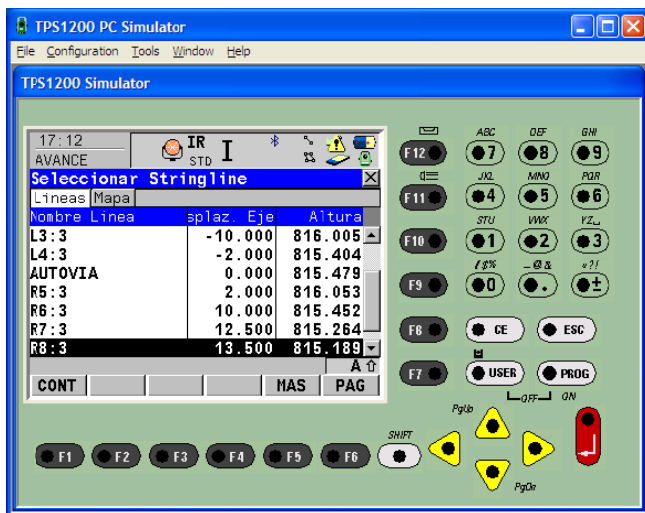 TPS1200 PC Simulator
File Configuration Tools Window Help
TPS1200 Simulator
17:12
AVANCE
IR
STD
I
Seleccionar Stringline
Lineas Mapa
Nombre Linea splaz. Eje Altura
L3:3 -10.000 816.005
L4:3 -2.000 815.404
AUTOVIA 0.000 815.479
R5:3 2.000 816.053
R6:3 10.000 815.452
R7:3 12.500 815.264
R8:3 13.500 815.189
A
CONT MAS PAG
ABC DEF GHI
F12 7 8 9
JKL MNO PQR
F11 4 5 6
STU VWX YZ
F10 1 2 3
/$% _@& *?!
F9 0 . ±
F8 CE ESC
F7 USER PROG
OFF ON
PgUp
SHIFT
F1 F2 F3 F4 F5 F6
PgDn